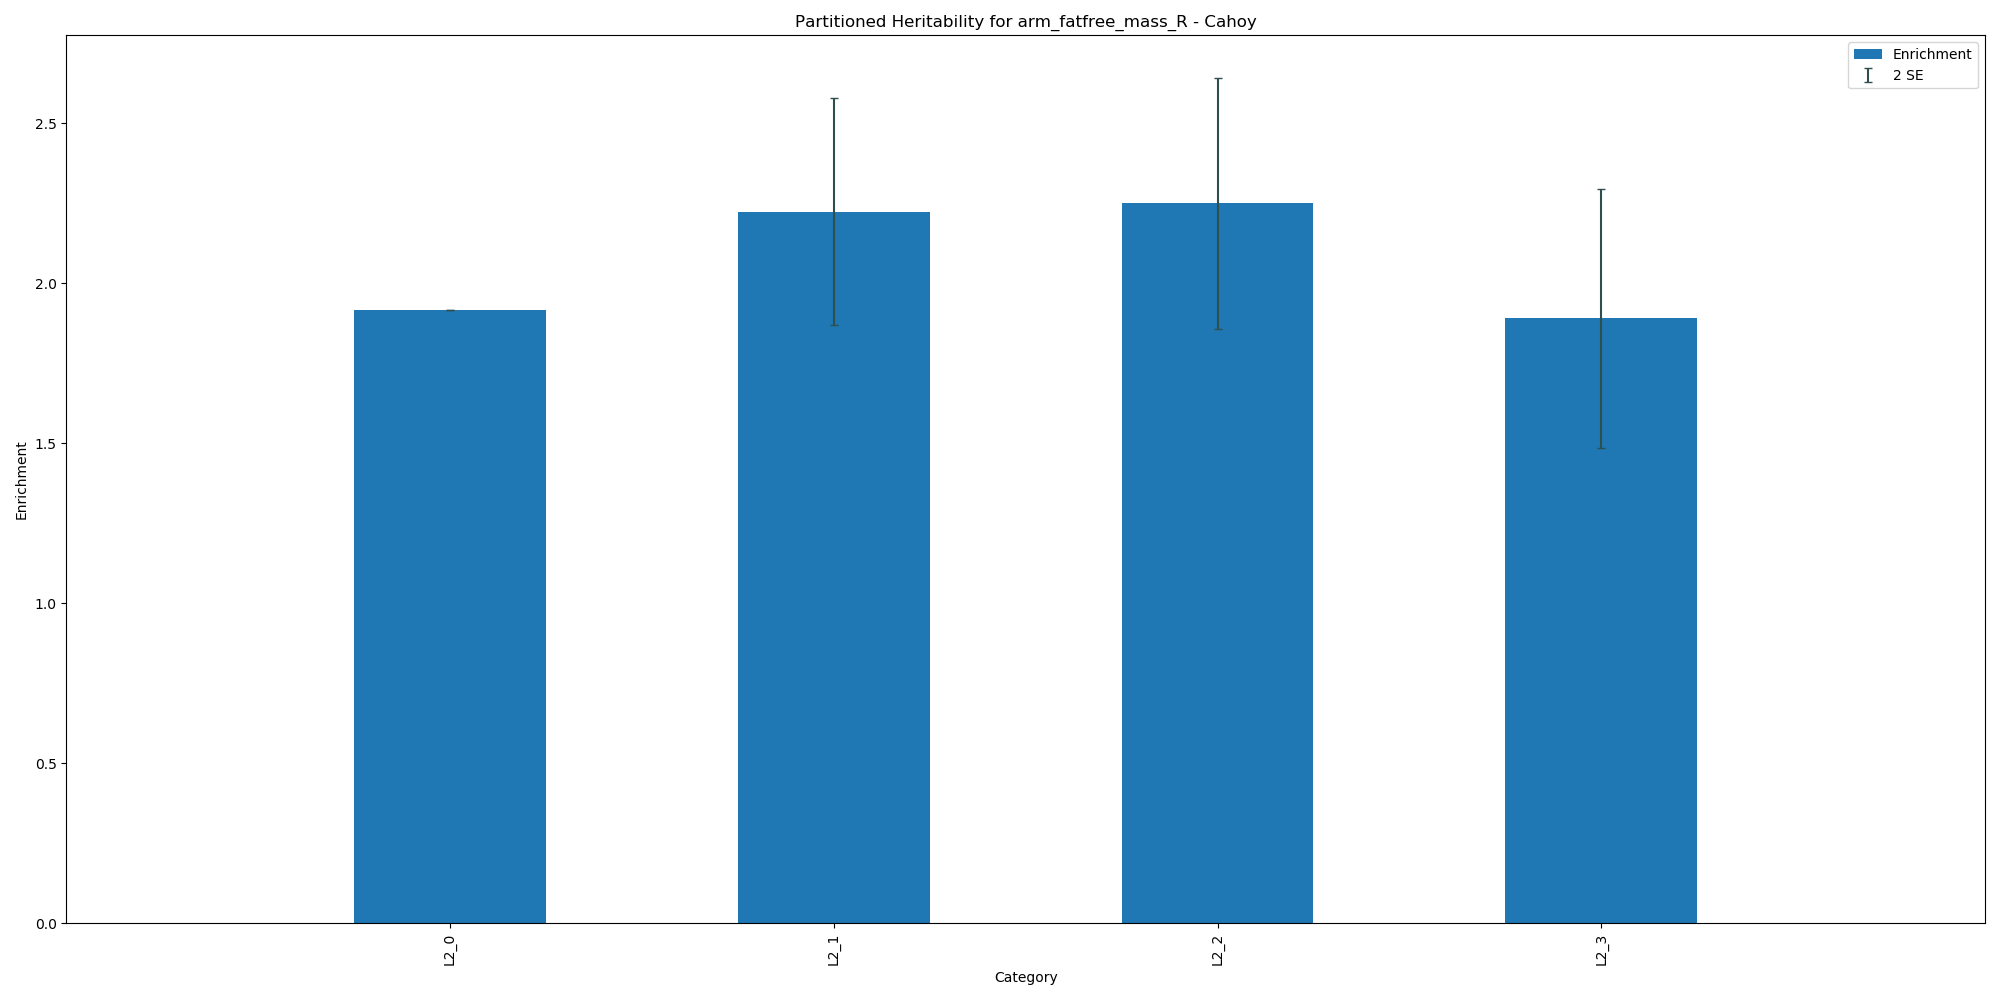 Partitioned Heritability for arm_fatfree_mass_R - Cahoy
Enrichment
2 SE
2.5
2.0
1.5
1.0
0.5
0.0
Enrichment
L2_0
L2_1
L2_2
L2_3
Category